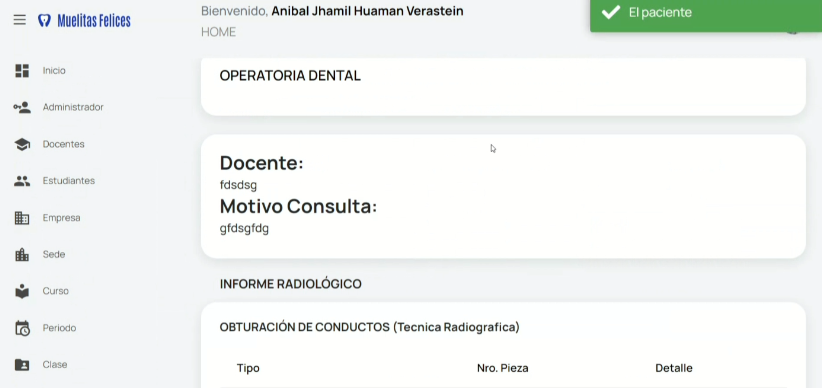 Muelitas Felices
Inicio
Administrador
Docentes
Estudiantes
Empresa
Sede
Curso
Periodo
Clase
Bienvenido, Anibal Jhamil Huaman Verastein
HOME
El paciente
OPERATORIA DENTAL
Docente:
fdsdsg
Motivo Consulta:
gfdsgfdg
INFORME RADIOLÓGICO
OBTURACIÓN DE CONDUCTOS (Tecnica Radiografica)
Tipo Nro. Pieza Detalle